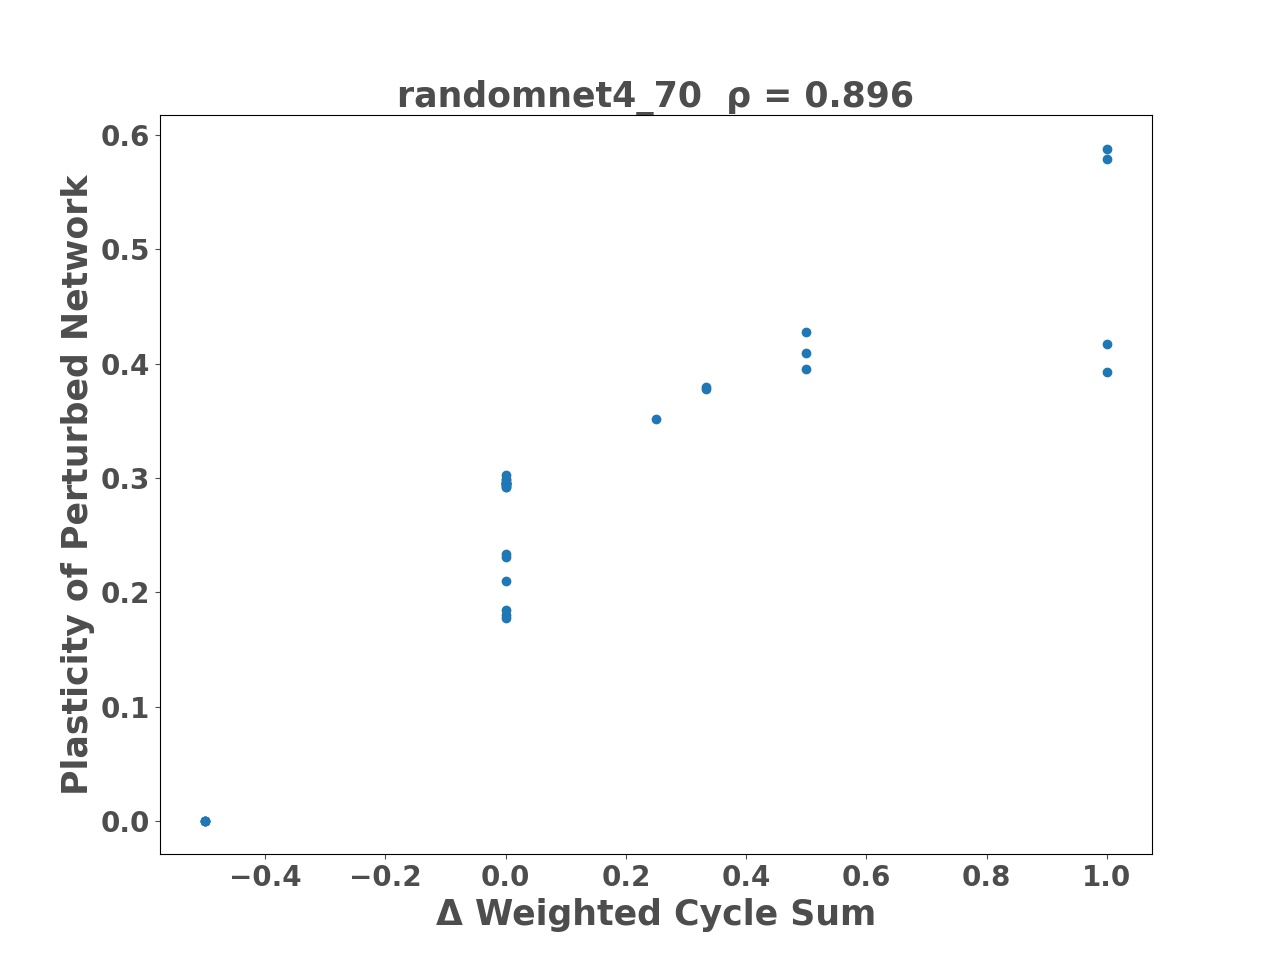 randomnet4_70  ρ = 0.896
Plasticity of Perturbed Network
0.6
0.5
0.4
0.3
0.2
0.1
0.0
−0.4 −0.2 0.0 0.2 0.4 0.6 0.8 1.0
Δ Weighted Cycle Sum